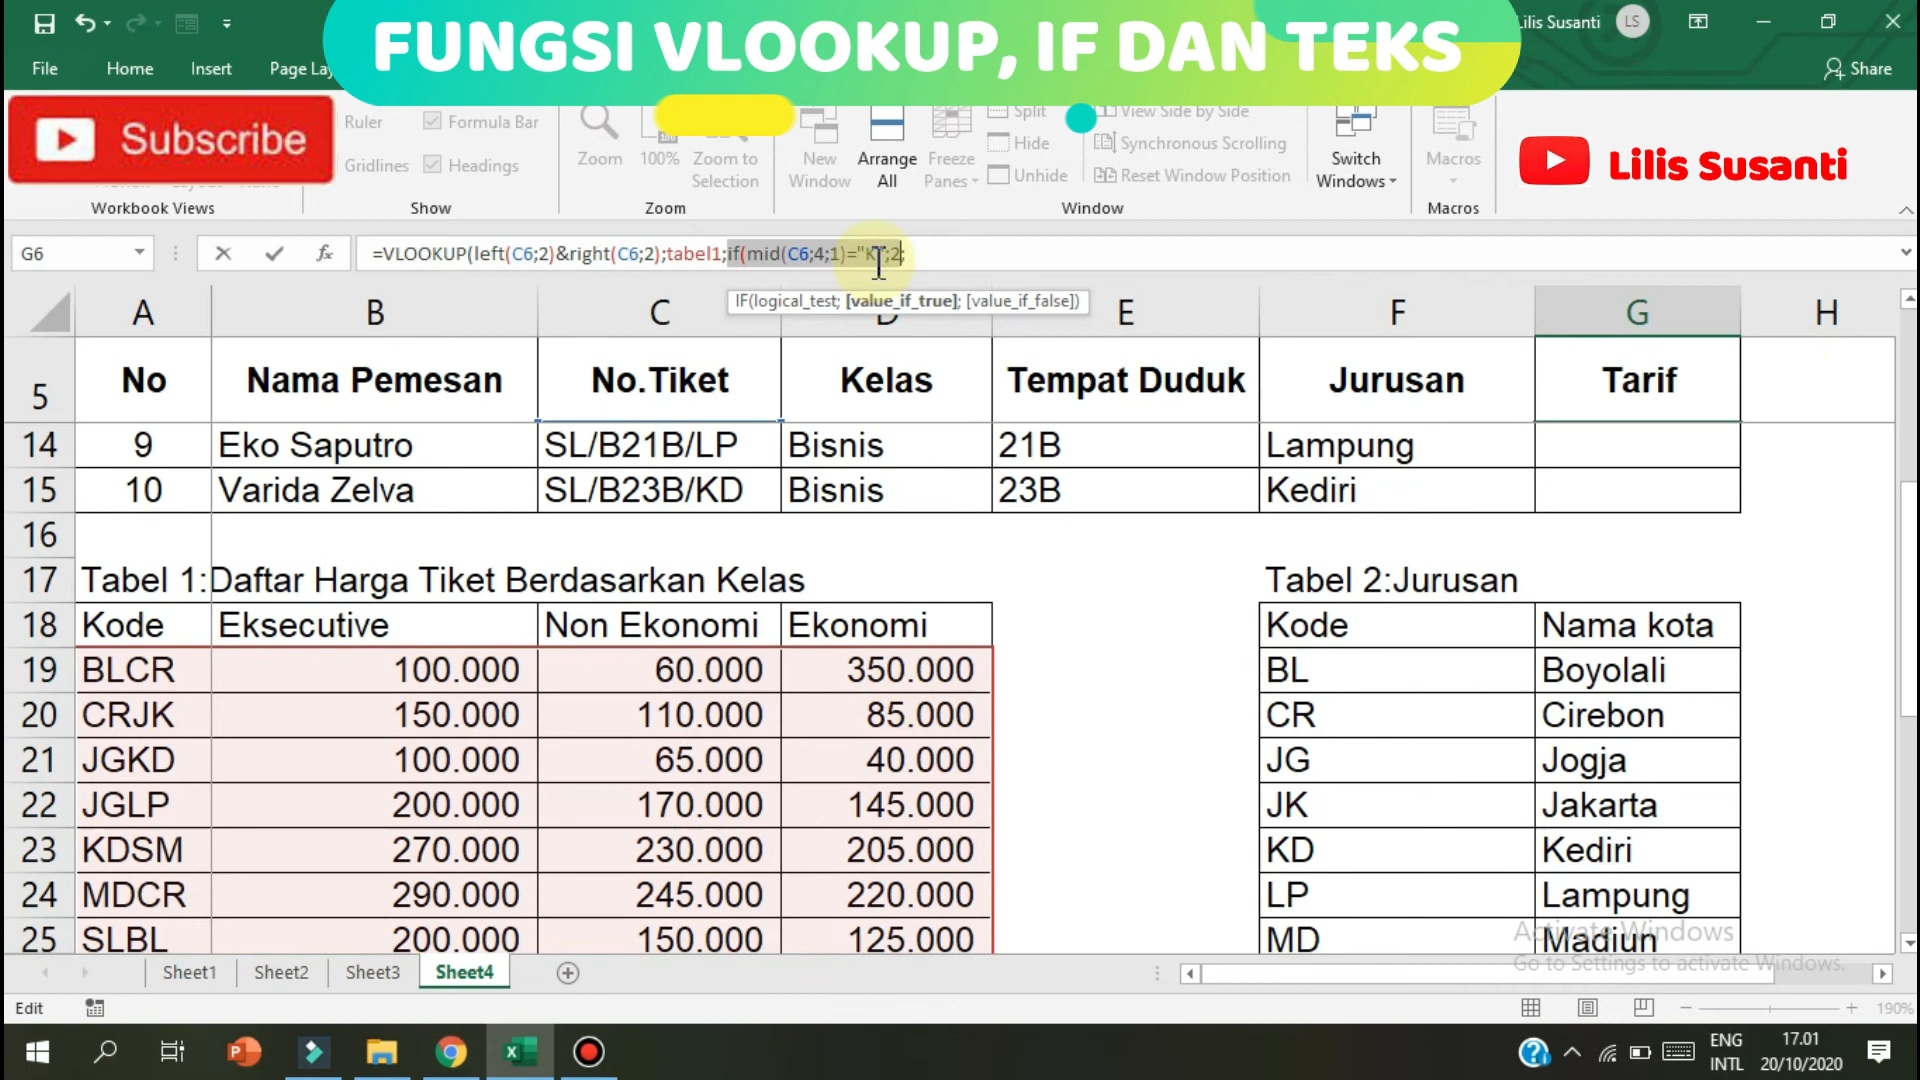 FUNGSI VLOOKUP, IF DAN TEKS
Lilis Susanti LS
File Home Insert Page Lay
Share
Subscribe
Ruler Formula Bar
Gridlines Headings
Zoom 100% Zoom to Selection
New Window Arrange All Freeze Panes
Split
Hide
Unhide
View Side by Side
Synchronous Scrolling
Reset Window Position
Switch Windows
Macros
Lilis Susanti
Workbook Views Show Zoom Window Macros
G6 fx =VLOOKUP(left(C6;2)&right(C6;2);tabel1;if(mid(C6;4;1)="K";2;
IF(logical_test; [value_if_true]; [value_if_false])
A B C D E F G H
5 No Nama Pemesan No.Tiket Kelas Tempat Duduk Jurusan Tarif
14 9 Eko Saputro SL/B21B/LP Bisnis 21B Lampung
15 10 Varida Zelva SL/B23B/KD Bisnis 23B Kediri
16
17 Tabel 1:Daftar Harga Tiket Berdasarkan Kelas Tabel 2:Jurusan
18 Kode Eksecutive Non Ekonomi Ekonomi Kode Nama kota
19 BLCR 100.000 60.000 350.000 BL Boyolali
20 CRJK 150.000 110.000 85.000 CR Cirebon
21 JGKD 100.000 65.000 40.000 JG Jogja
22 JGLP 200.000 170.000 145.000 JK Jakarta
23 KDSM 270.000 230.000 205.000 KD Kediri
24 MDCR 290.000 245.000 220.000 LP Lampung
25 SLBL 200.000 150.000 125.000 MD Madiun
Activate Windows
Go to Settings to activate Windows.
Sheet1 Sheet2 Sheet3 Sheet4
Edit 190%
ENG 17.01
INTL 20/10/2020